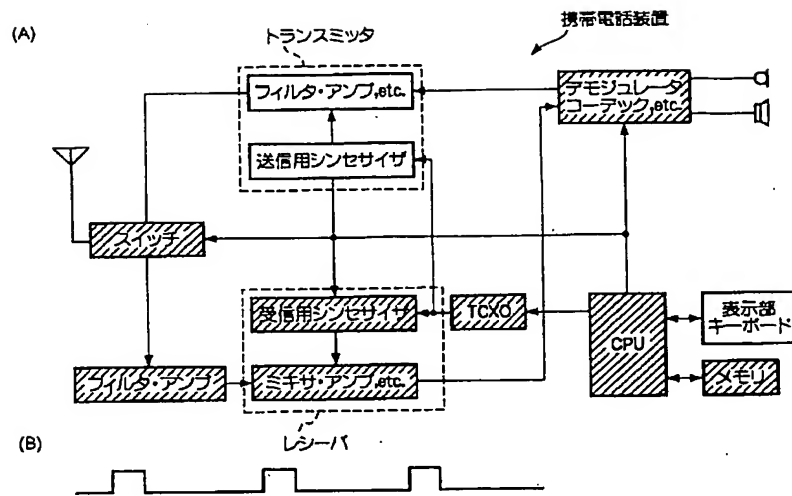 (A)
トランスミッタ
携帯電話装置
フィルタ・アンプ,etc.
デモジュレータ
コーデック,etc.
送信用シンセサイザ
スイッチ
受信用シンセサイザ
TCXO
CPU
表示部
キーボード
フィルタ・アンプ
ミキサ・アンプ,etc.
メモリ
レシーバ
(B)